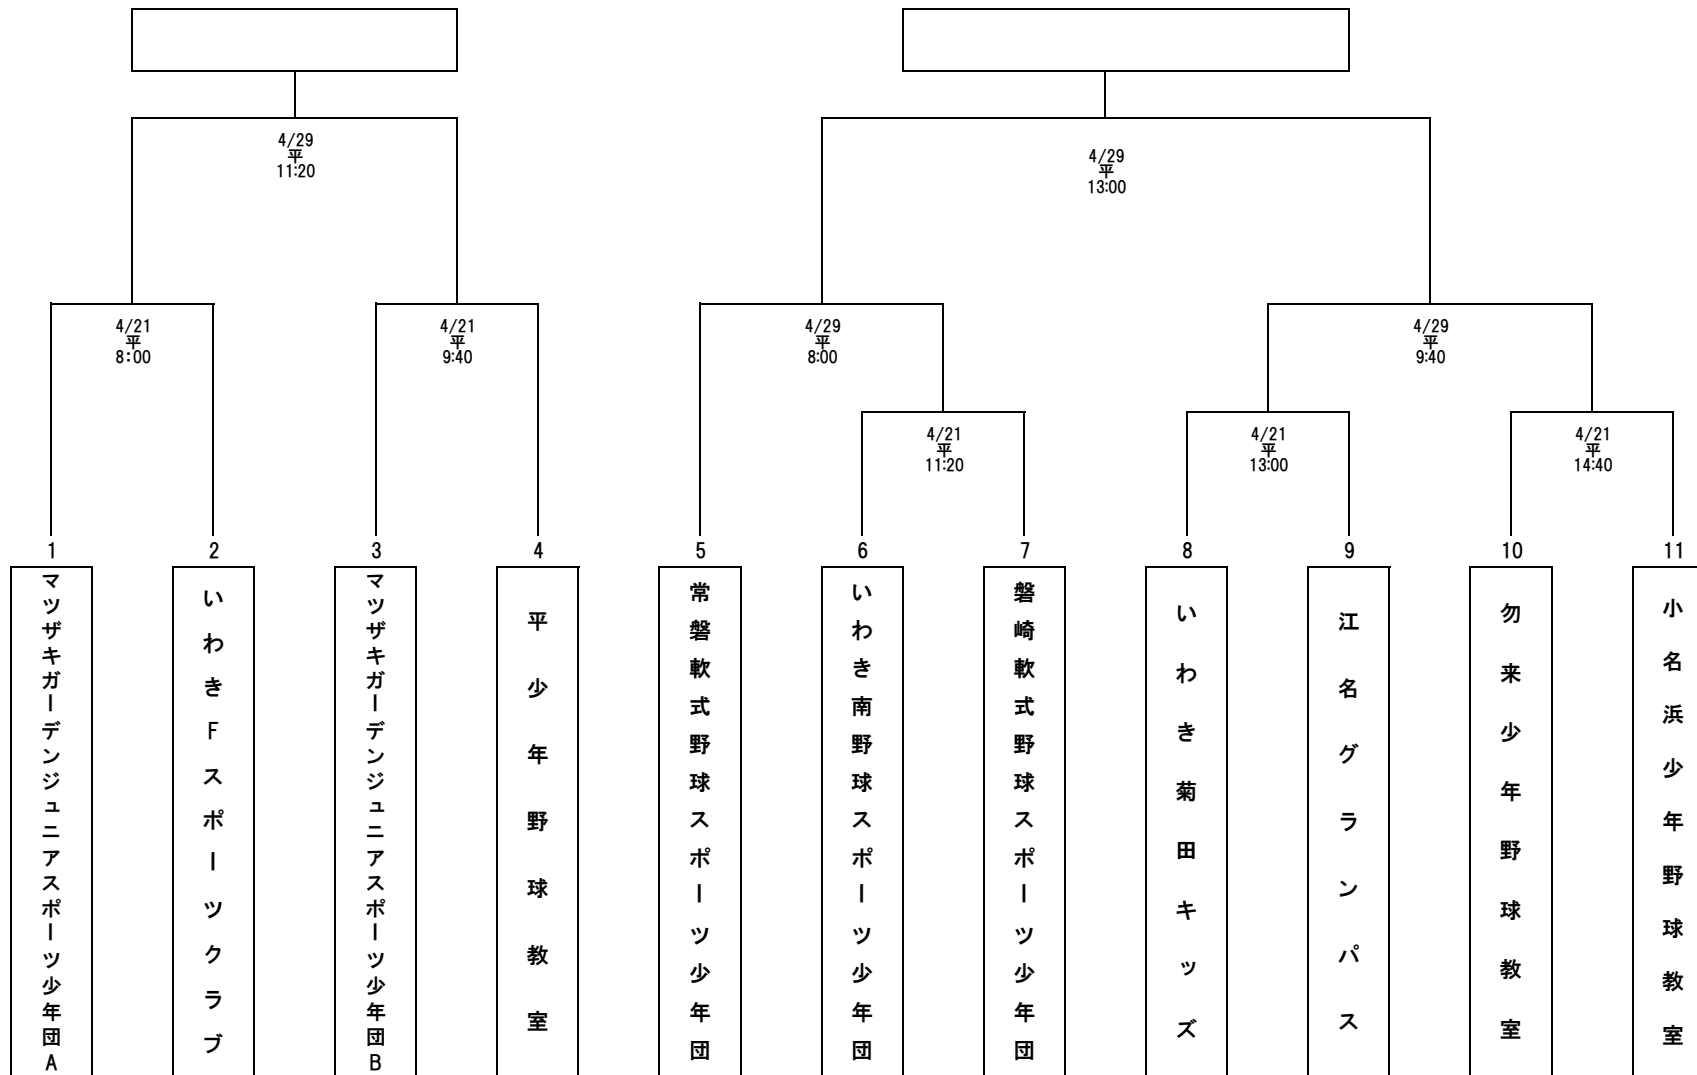 4/29
平
11:20
4/29
平
13:00
4/21
平
8:00
4/21
平
9:40
4/29
平
8:00
4/29
平
9:40
4/21
平
11:20
4/21
平
13:00
4/21
平
14:40
1
2
3
4
5
6
7
8
9
10
11
マツザキガーデンジュニアスポーツ少年団A
いわきFスポーツクラブ
マツザキガーデンジュニアスポーツ少年団B
平少年野球教室
常磐軟式野球スポーツ少年団
いわき南野球スポーツ少年団
磐崎軟式野球スポーツ少年団
いわき菊田キッズ
江名グランパス
勿来少年野球教室
小名浜少年野球教室